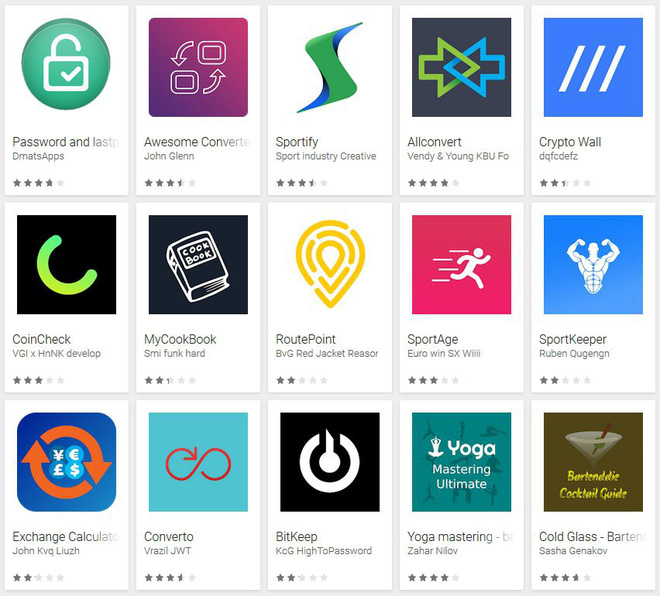 Password and lastp
DmatsApps
Awesome Converte
John Glenn
Sportify
Sport industry Creative
Allconvert
Vendy & Young KBU Fo
Crypto Wall
dqfcdefz
COOK
BOOK
CoinCheck
VGI x HnNK develop
MyCookBook
Smi funk hard
RoutePoint
BvG Red Jacket Reasor
SportAge
Euro win SX Wiiii
SportKeeper
Ruben Qugengn
¥ €
£ $
Yoga
Mastering
Ultimate
Bartenddic
Cocktail Guide
Exchange Calculato
John Kvq Liuzh
Converto
Vrazil JWT
BitKeep
KcG HighToPassword
Yoga mastering - be
Zahar Nilov
Cold Glass - Barten
Sasha Genakov